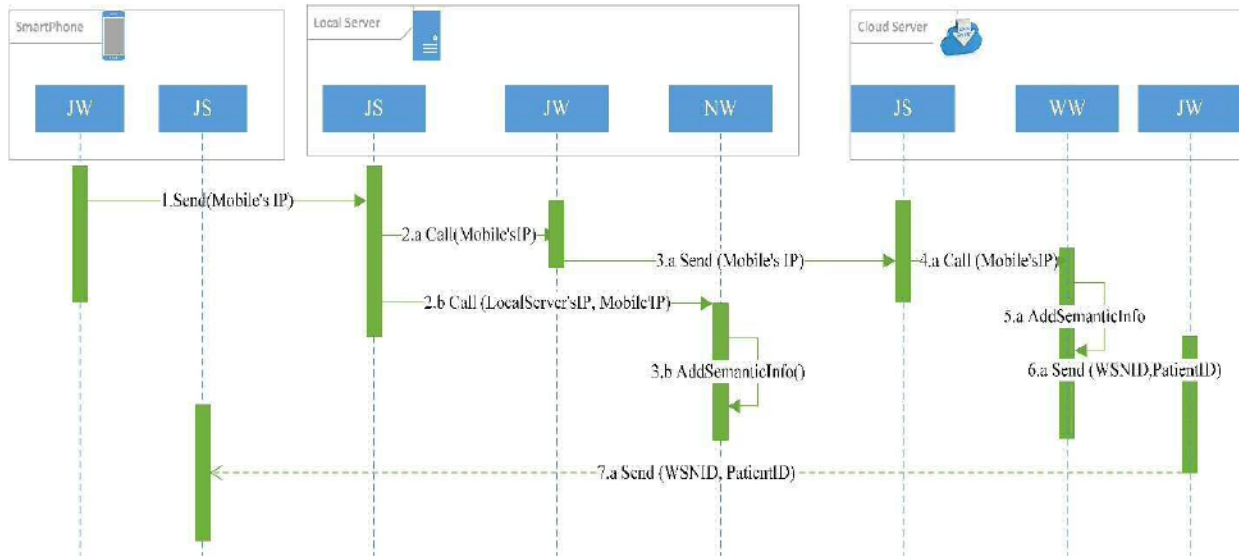 SmartPhone
Local Server
Cloud Server
JW
JS
JS
JW
NW
JS
WW
JW
1.Send(Mobile's IP)
2.a Call(Mobile'sIP)
3.a Send (Mobile's IP)
4.a Call (Mobile'sIP)
2.b Call (LocalServer'sIP, Mobile'IP)
5.a AddSemanticInfo
3.b AddSemanticInfo()
6.a Send (WSNID,PatientID)
7.a Send (WSNID, PatientID)